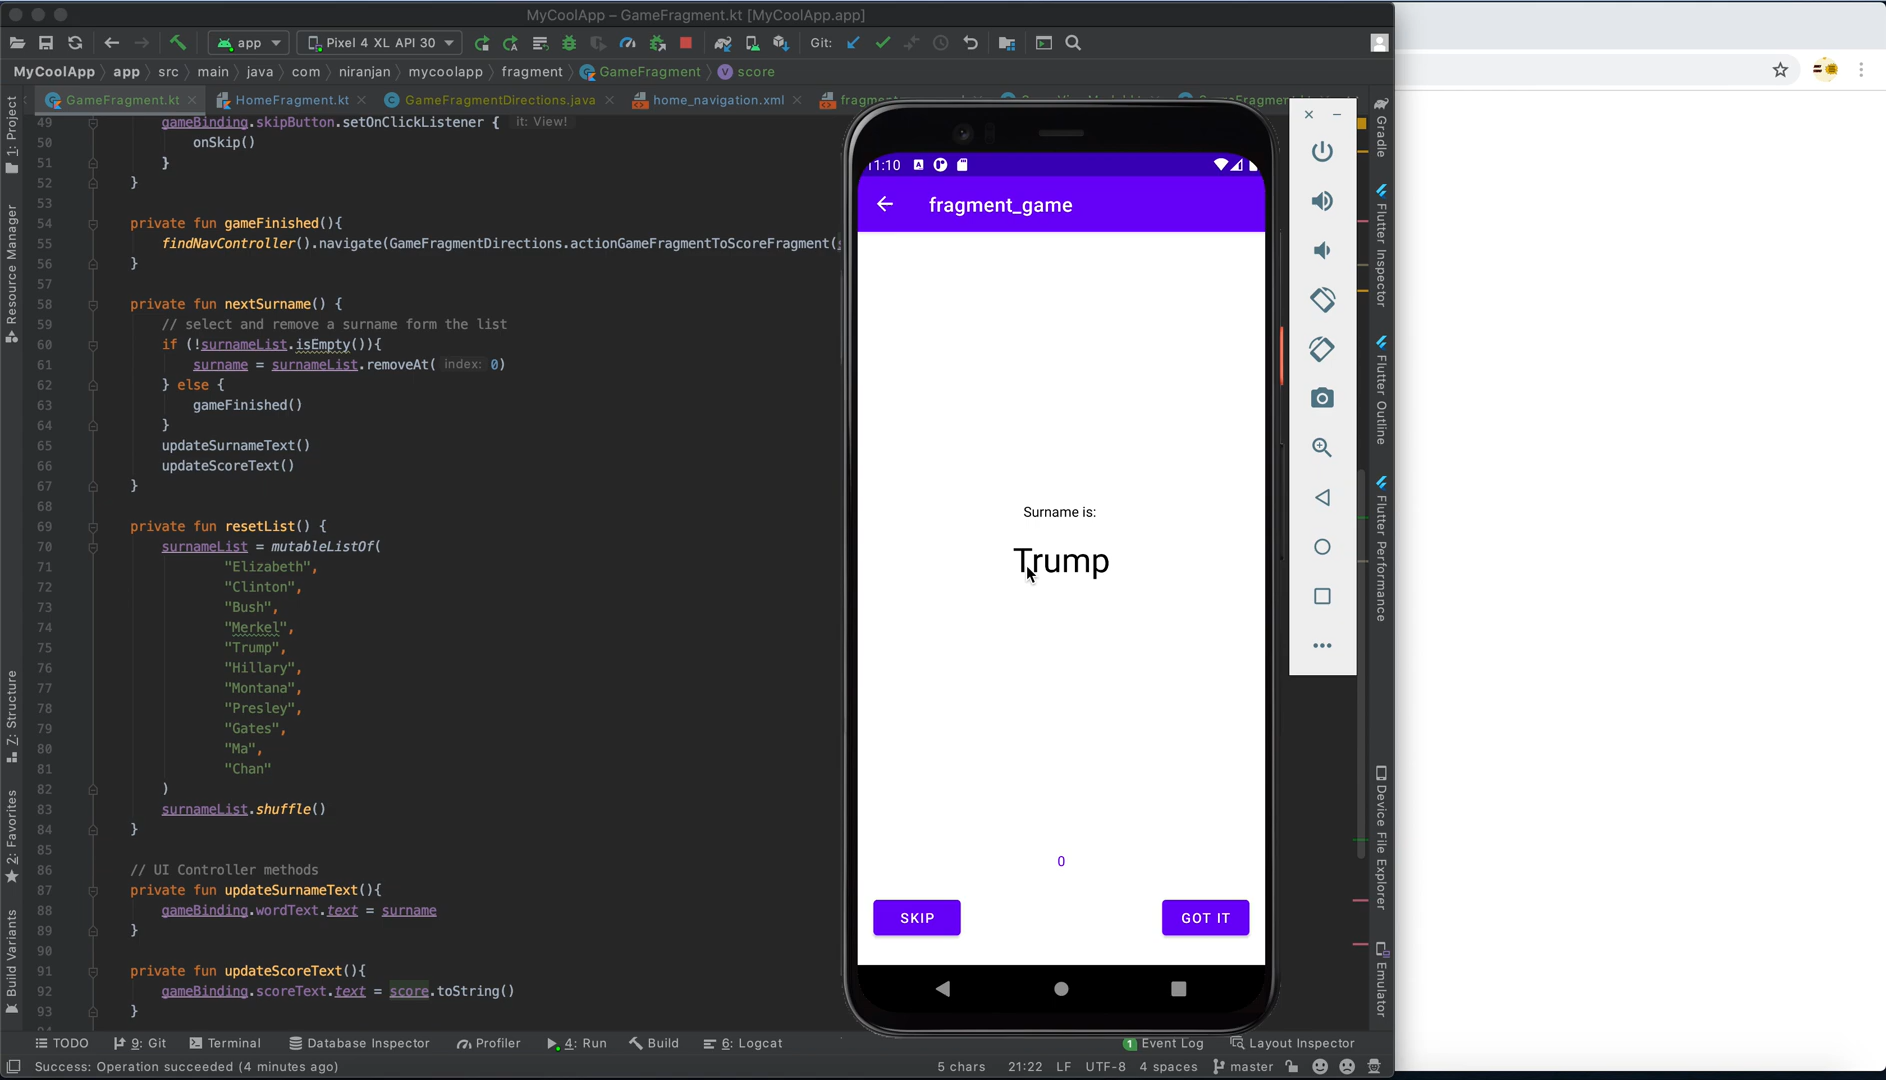 MyCoolApp – GameFragment.kt [MyCoolApp.app]
app
Pixel 4 XL API 30
Git:
MyCoolApp app src main java com niranjan mycoolapp fragment GameFragment score
GameFragment.kt HomeFragment.kt GameFragmentDirections.java home_navigation.xml
49 gameBinding.skipButton.setOnClickListener { it: View!
50 onSkip()
51 }
52 }
53
54 private fun gameFinished(){
55 findNavController().navigate(GameFragmentDirections.actionGameFragmentToScoreFragment(
56 }
57
58 private fun nextSurname() {
59 // select and remove a surname form the list
60 if (!surnameList.isEmpty()){
61 surname = surnameList.removeAt( index: 0)
62 } else {
63 gameFinished()
64 }
65 updateSurnameText()
66 updateScoreText()
67 }
68
69 private fun resetList() {
70 surnameList = mutableListOf(
71 "Elizabeth",
72 "Clinton",
73 "Bush",
74 "Merkel",
75 "Trump",
76 "Hillary",
77 "Montana",
78 "Presley",
79 "Gates",
80 "Ma",
81 "Chan"
82 )
83 surnameList.shuffle()
84 }
85
86 // UI Controller methods
87 private fun updateSurnameText(){
88 gameBinding.wordText.text = surname
89 }
90
91 private fun updateScoreText(){
92 gameBinding.scoreText.text = score.toString()
93 }
1: Project
Resource Manager
Z: Structure
2: Favorites
Build Variants
11:10
fragment_game
Surname is:
Trump
0
SKIP GOT IT
Gradle
Flutter Inspector
Flutter Outline
Flutter Performance
Device File Explorer
Emulator
TODO 9: Git Terminal Database Inspector Profiler 4: Run Build 6: Logcat 1 Event Log Layout Inspector
Success: Operation succeeded (4 minutes ago) 5 chars 21:22 LF UTF-8 4 spaces master